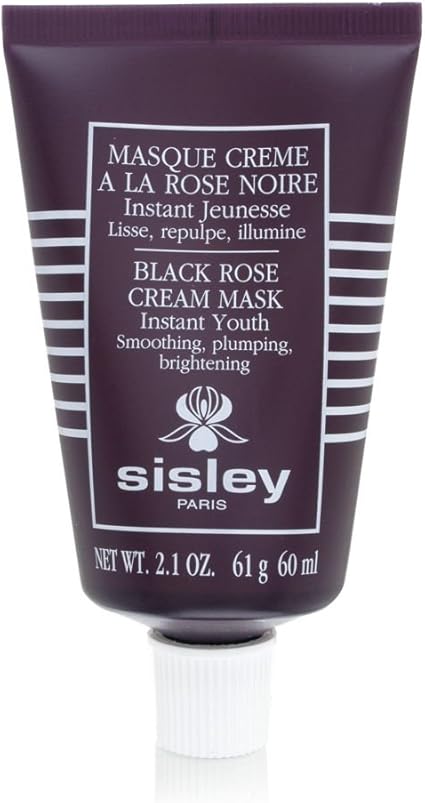 MASQUE CREME
A LA ROSE NOIRE
Instant Jeunesse
Lisse, repulpe, illumine
BLACK ROSE
CREAM MASK
Instant Youth
Smoothing, plumping,
brightening
sisley
PARIS
NET WT. 2.1 OZ. 61 g 60 ml